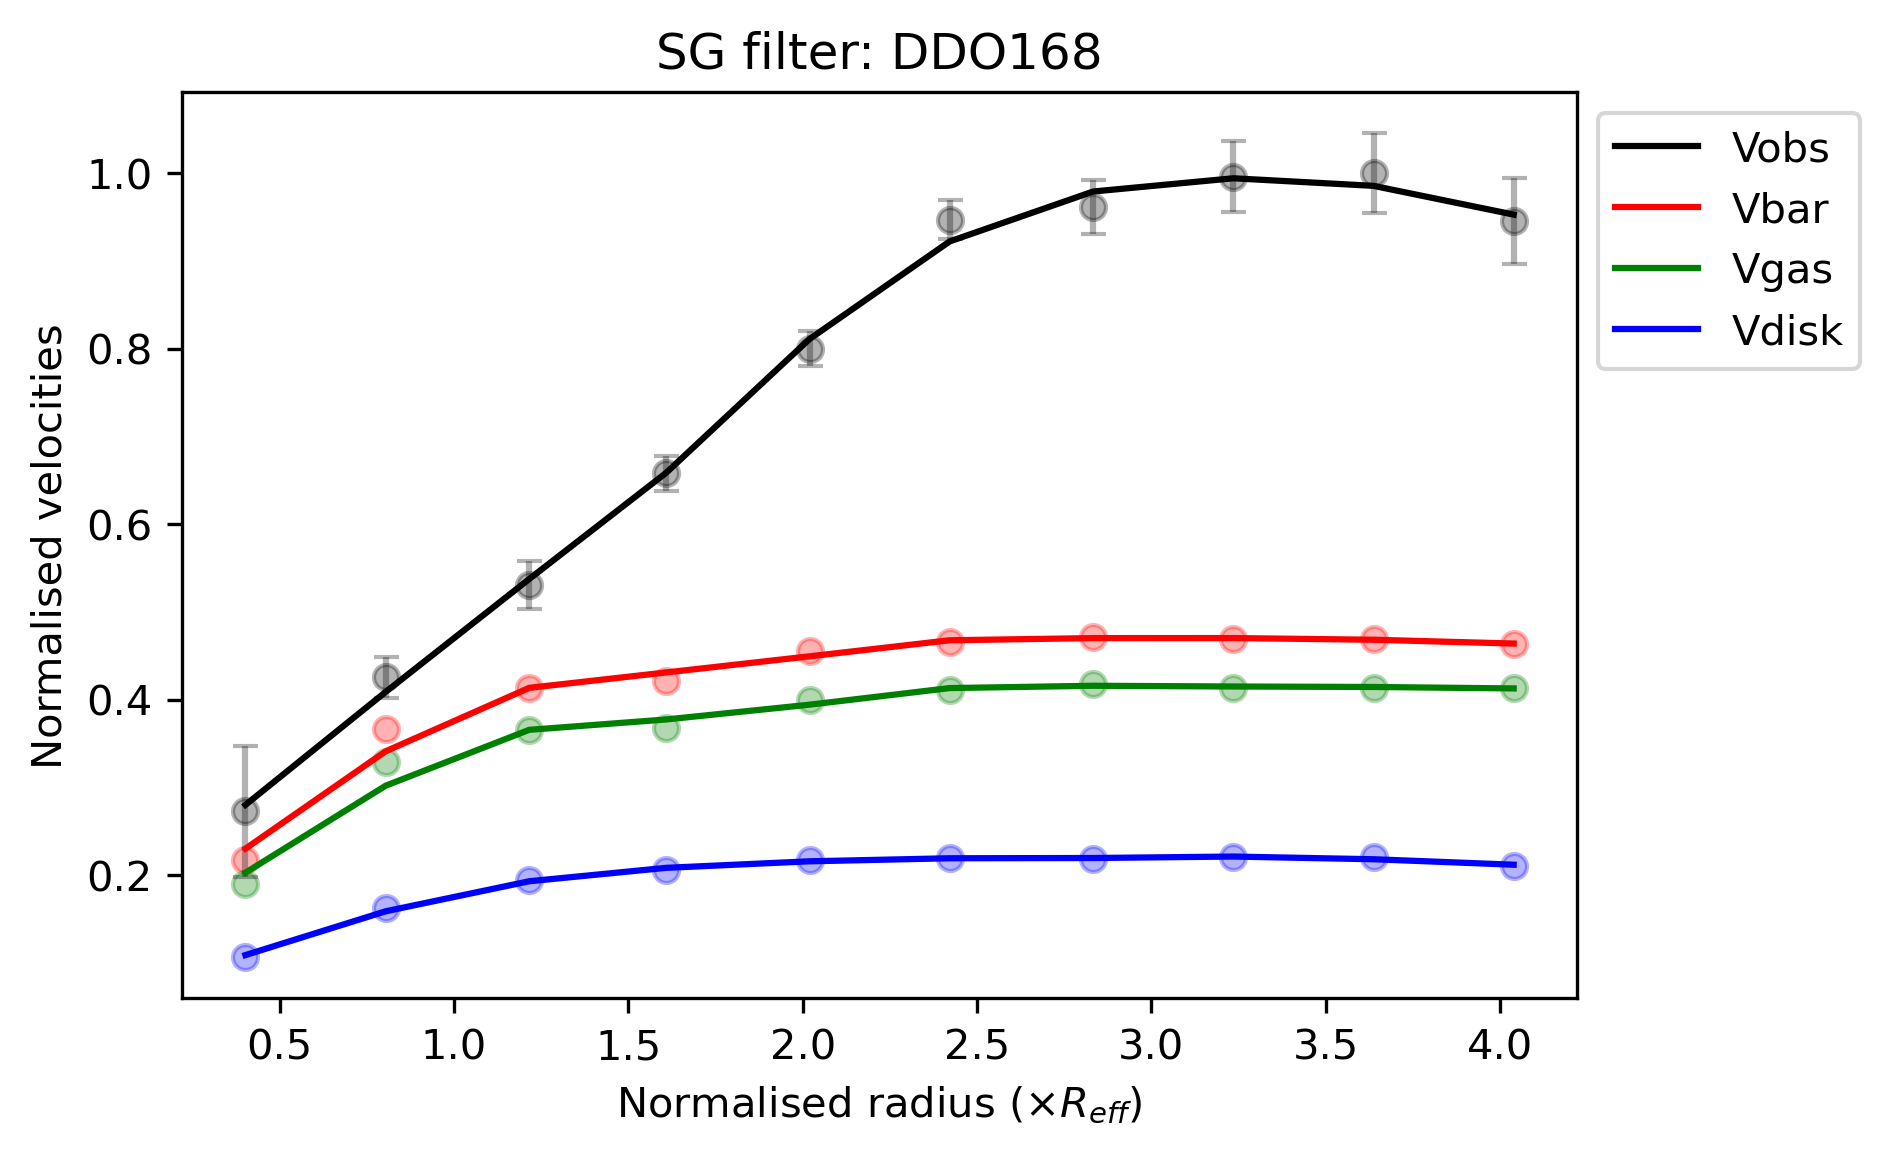 SG filter: DDO168
Normalised velocities
1.0
0.8
0.6
0.4
0.2
0.5 1.0 1.5 2.0 2.5 3.0 3.5 4.0
Normalised radius (×R_eff)
Vobs
Vbar
Vgas
Vdisk